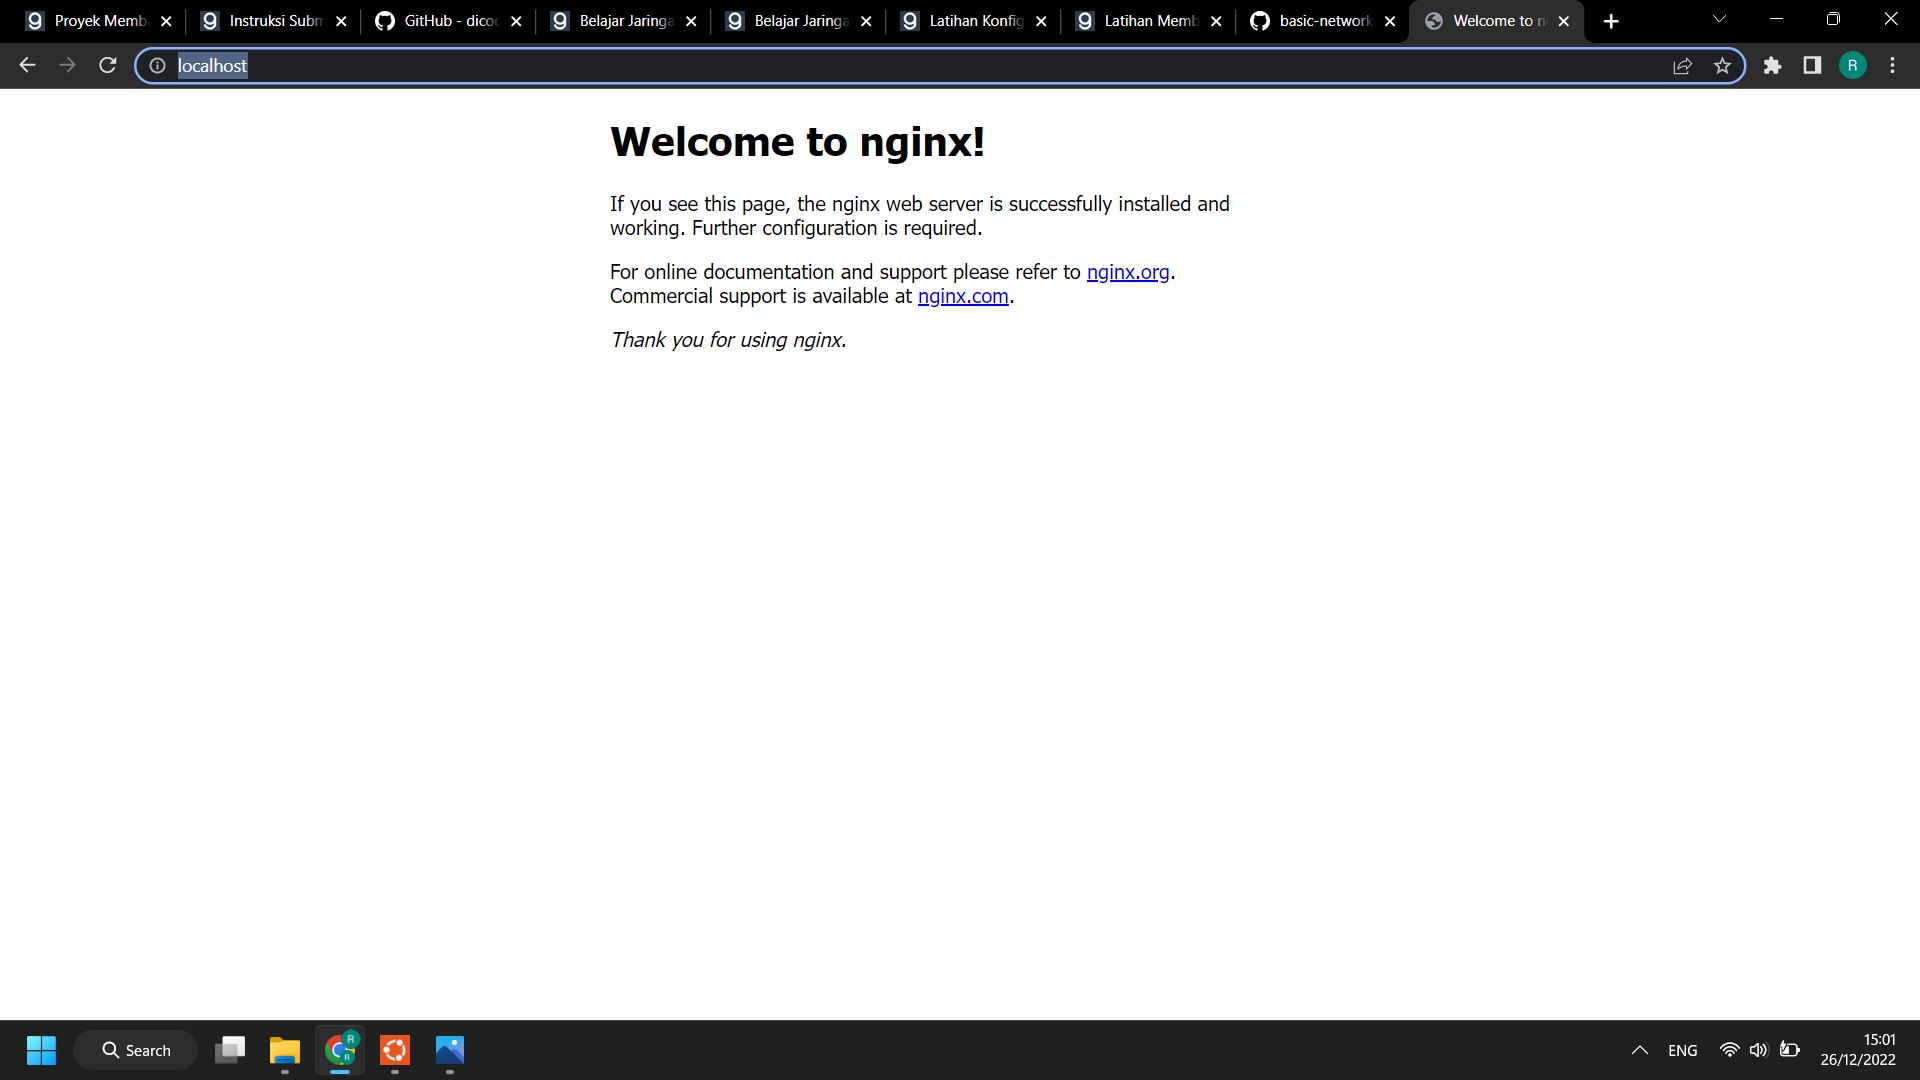 Proyek Memb
Instruksi Subm
GitHub - dicod
Belajar Jaringa
Belajar Jaringa
Latihan Konfig
Latihan Memb
basic-network
Welcome to n
localhost
R
Welcome to nginx!
If you see this page, the nginx web server is successfully installed and
working. Further configuration is required.
For online documentation and support please refer to nginx.org.
Commercial support is available at nginx.com.
Thank you for using nginx.
Search
R
R
ENG
15:01
26/12/2022